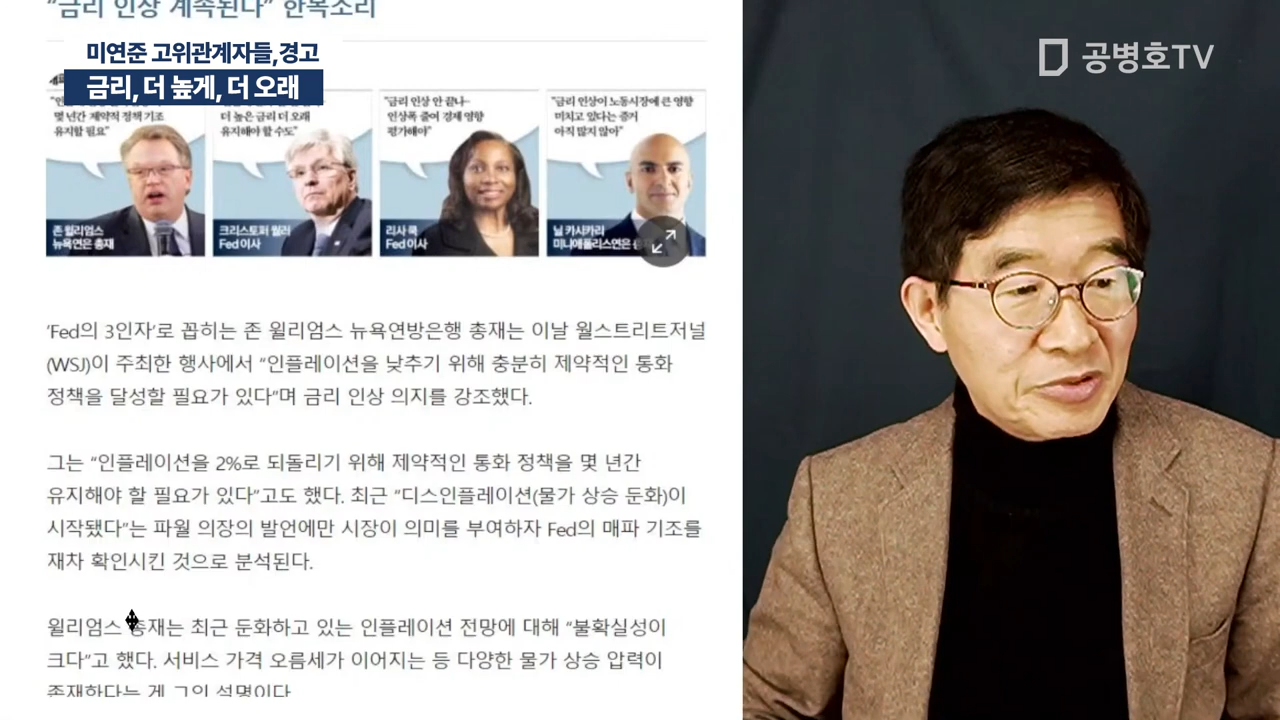 “금리 인상 계속된다” 한목소리
미연준 고위관계자들,경고
금리, 더 높게, 더 오래
공병호TV
몇 년간 제약적 정책 기조
유지할 필요”
존 윌리엄스
뉴욕연은 총재
더 높은 금리 더 오래
유지해야 할 수도”
크리스토퍼 월러
Fed 이사
“금리 인상 안 끝나–
인상폭 줄여 경제 영향
평가해야”
리사 쿡
Fed 이사
“금리 인상이 노동시장에 큰 영향
미치고 있다는 증거
아직 많지 않아”
닐 카시카리
미니애폴리스연은
‘Fed의 3인자’로 꼽히는 존 윌리엄스 뉴욕연방은행 총재는 이날 월스트리트저널
(WSJ)이 주최한 행사에서 “인플레이션을 낮추기 위해 충분히 제약적인 통화
정책을 달성할 필요가 있다”며 금리 인상 의지를 강조했다.
그는 “인플레이션을 2%로 되돌리기 위해 제약적인 통화 정책을 몇 년간
유지해야 할 필요가 있다”고도 했다. 최근 “디스인플레이션(물가 상승 둔화)이
시작됐다”는 파월 의장의 발언에만 시장이 의미를 부여하자 Fed의 매파 기조를
재차 확인시킨 것으로 분석된다.
윌리엄스 총재는 최근 둔화하고 있는 인플레이션 전망에 대해 “불확실성이
크다”고 했다. 서비스 가격 오름세가 이어지는 등 다양한 물가 상승 압력이
존재한다는 게 그의 설명이다